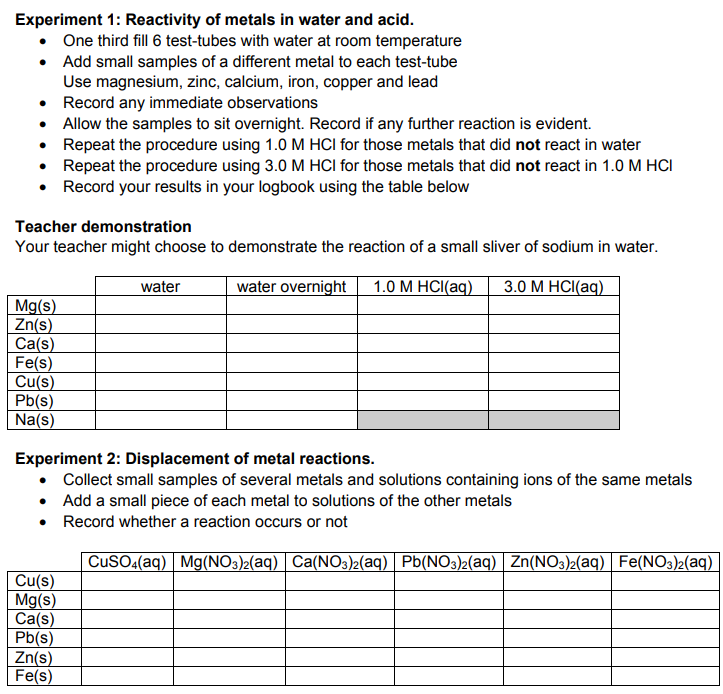 Experiment 1: Reactivity of metals in water and acid.
• One third fill 6 test-tubes with water at room temperature
• Add small samples of a different metal to each test-tube
Use magnesium, zinc, calcium, iron, copper and lead
• Record any immediate observations
• Allow the samples to sit overnight. Record if any further reaction is evident.
• Repeat the procedure using 1.0 M HCl for those metals that did not react in water
• Repeat the procedure using 3.0 M HCl for those metals that did not react in 1.0 M HCl
• Record your results in your logbook using the table below
Teacher demonstration
Your teacher might choose to demonstrate the reaction of a small sliver of sodium in water.
water water overnight 1.0 M HCl(aq) 3.0 M HCl(aq)
Mg(s)
Zn(s)
Ca(s)
Fe(s)
Cu(s)
Pb(s)
Na(s)
Experiment 2: Displacement of metal reactions.
• Collect small samples of several metals and solutions containing ions of the same metals
• Add a small piece of each metal to solutions of the other metals
• Record whether a reaction occurs or not
CuSO₄(aq) Mg(NO₃)₂(aq) Ca(NO₃)₂(aq) Pb(NO₃)₂(aq) Zn(NO₃)₂(aq) Fe(NO₃)₂(aq)
Cu(s)
Mg(s)
Ca(s)
Pb(s)
Zn(s)
Fe(s)